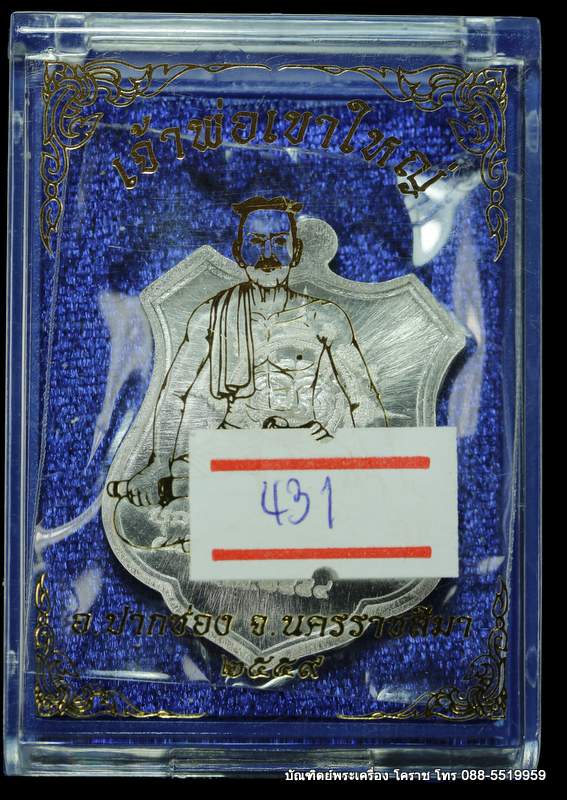 เจ้าพ่อเขาใหญ่
431
อ.ปากช่อง จ.นครราชสีมา
๒๕๕๙
บัณฑิตย์พระเครื่อง โคราช โทร 088-5519959